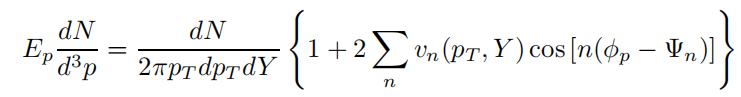 $E_p \frac{dN}{d^3p} = \frac{dN}{2\pi p_T dp_T dY} \left\{ 1 + 2 \sum_n v_n(p_T, Y) \cos\left[n(\phi_p - \Psi_n)\right] \right\}$